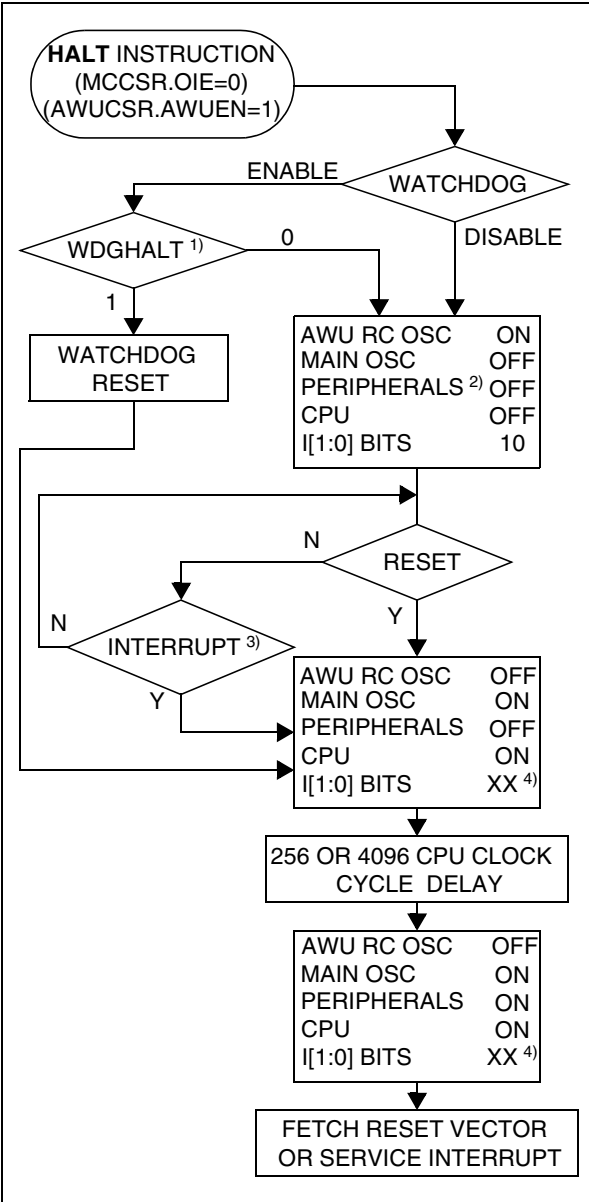 HALT INSTRUCTION
(MCCSR.OIE=0)
(AWUCSR.AWUEN=1)
ENABLE
WATCHDOG
WDGHALT 1)
0
DISABLE
1
WATCHDOG
RESET
AWU RC OSC ON
MAIN OSC OFF
PERIPHERALS 2) OFF
CPU OFF
I[1:0] BITS 10
N
RESET
Y
N
INTERRUPT 3)
Y
AWU RC OSC OFF
MAIN OSC ON
PERIPHERALS OFF
CPU ON
I[1:0] BITS XX 4)
256 OR 4096 CPU CLOCK
CYCLE DELAY
AWU RC OSC OFF
MAIN OSC ON
PERIPHERALS ON
CPU ON
I[1:0] BITS XX 4)
FETCH RESET VECTOR
OR SERVICE INTERRUPT